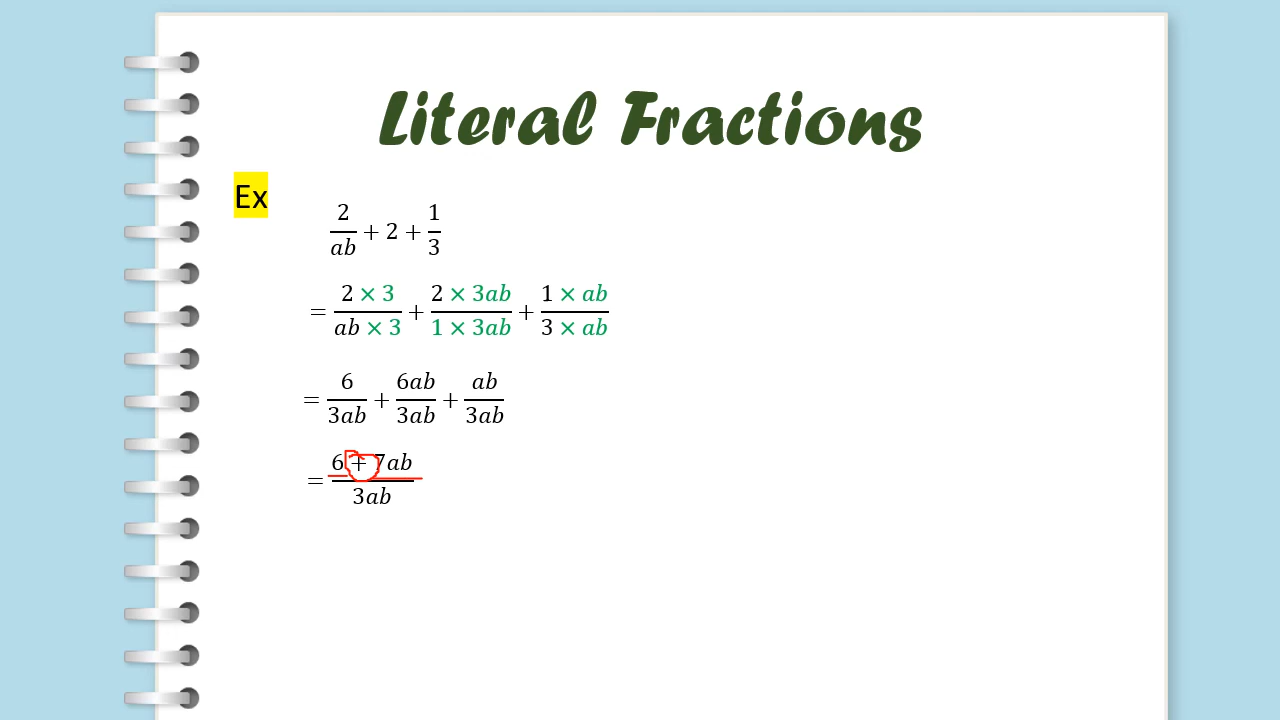 Literal Fractions
Ex
2/ab + 2 + 1/3
= 2 × 3/ab × 3 + 2 × 3ab/1 × 3ab + 1 × ab/3 × ab
= 6/3ab + 6ab/3ab + ab/3ab
= 6 + 7ab/3ab